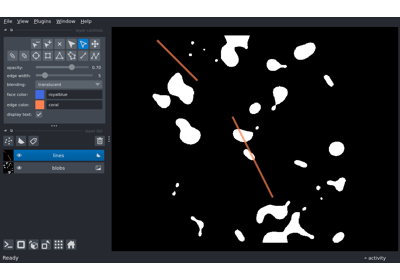 File View Plugins Window Help
opacity: 0.70
edge width: 5
blending: translucent
face color: royalblue
edge color: coral
display text: ✓
lines
blobs
Ready
activity